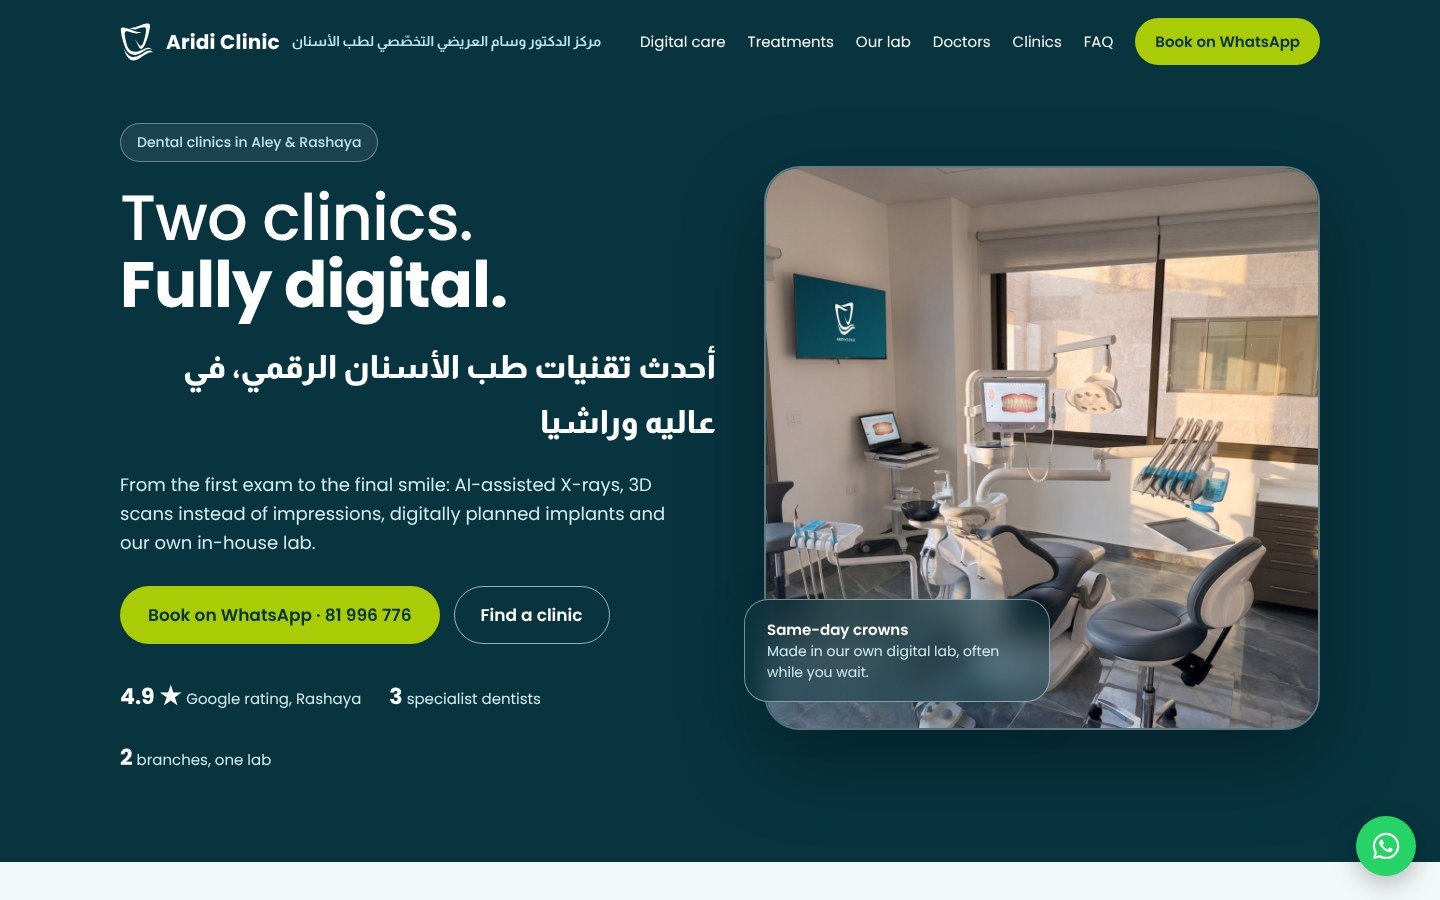 Aridi Clinic
مركز الدكتور وسام العريضي التخصّصي لطب الأسنان
Digital care
Treatments
Our lab
Doctors
Clinics
FAQ
Book on WhatsApp
Dental clinics in Aley & Rashaya
Two clinics.
Fully digital.
أحدث تقنيات طب الأسنان الرقمي، في
عاليه وراشيا
From the first exam to the final smile: AI-assisted X-rays, 3D
scans instead of impressions, digitally planned implants and
our own in-house lab.
Book on WhatsApp · 81 996 776
Find a clinic
4.9 ★ Google rating, Rashaya
3 specialist dentists
2 branches, one lab
ARIDI CLINIC
Same-day crowns
Made in our own digital lab, often
while you wait.